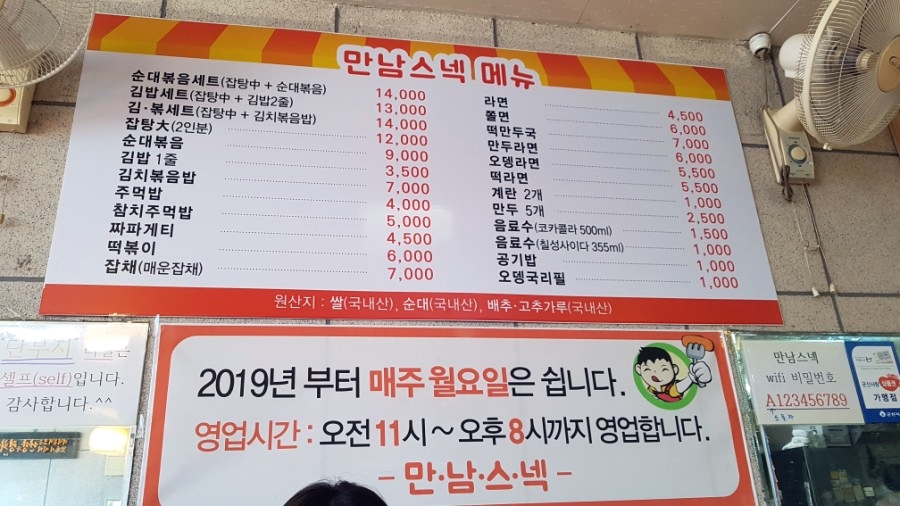 만남스넥 메뉴
순대볶음세트(잡탕中 + 순대볶음) 14,000
김밥세트(잡탕中 + 김밥2줄) 13,000
김·볶세트(잡탕中 + 김치볶음밥) 14,000
잡탕大(2인분) 12,000
순대볶음 9,000
김밥 1줄 3,500
김치볶음밥 7,000
주먹밥 4,000
참치주먹밥 5,000
짜파게티 4,500
떡볶이 6,000
잡채(매운잡채) 7,000
라면 4,500
쫄면 6,000
떡만두국 7,000
만두라면 6,000
오뎅라면 5,500
떡라면 5,500
계란 2개 1,000
만두 5개 2,500
음료수(코카콜라 500ml) 1,500
음료수(칠성사이다 355ml) 1,000
공기밥 1,000
오뎅국리필 1,000
원산지 : 쌀(국내산), 순대(국내산), 배추·고추가루(국내산)
"단무지"
셀프(self)입니다.
감사합니다.^^
2019년 부터 매주 월요일은 쉽니다.
영업시간 : 오전 11시 ~ 오후 8시까지 영업합니다.
- 만·남·스·넥 -
만남스넥
wifi 비밀번호
A123456789
군산사랑
상품권
가맹점